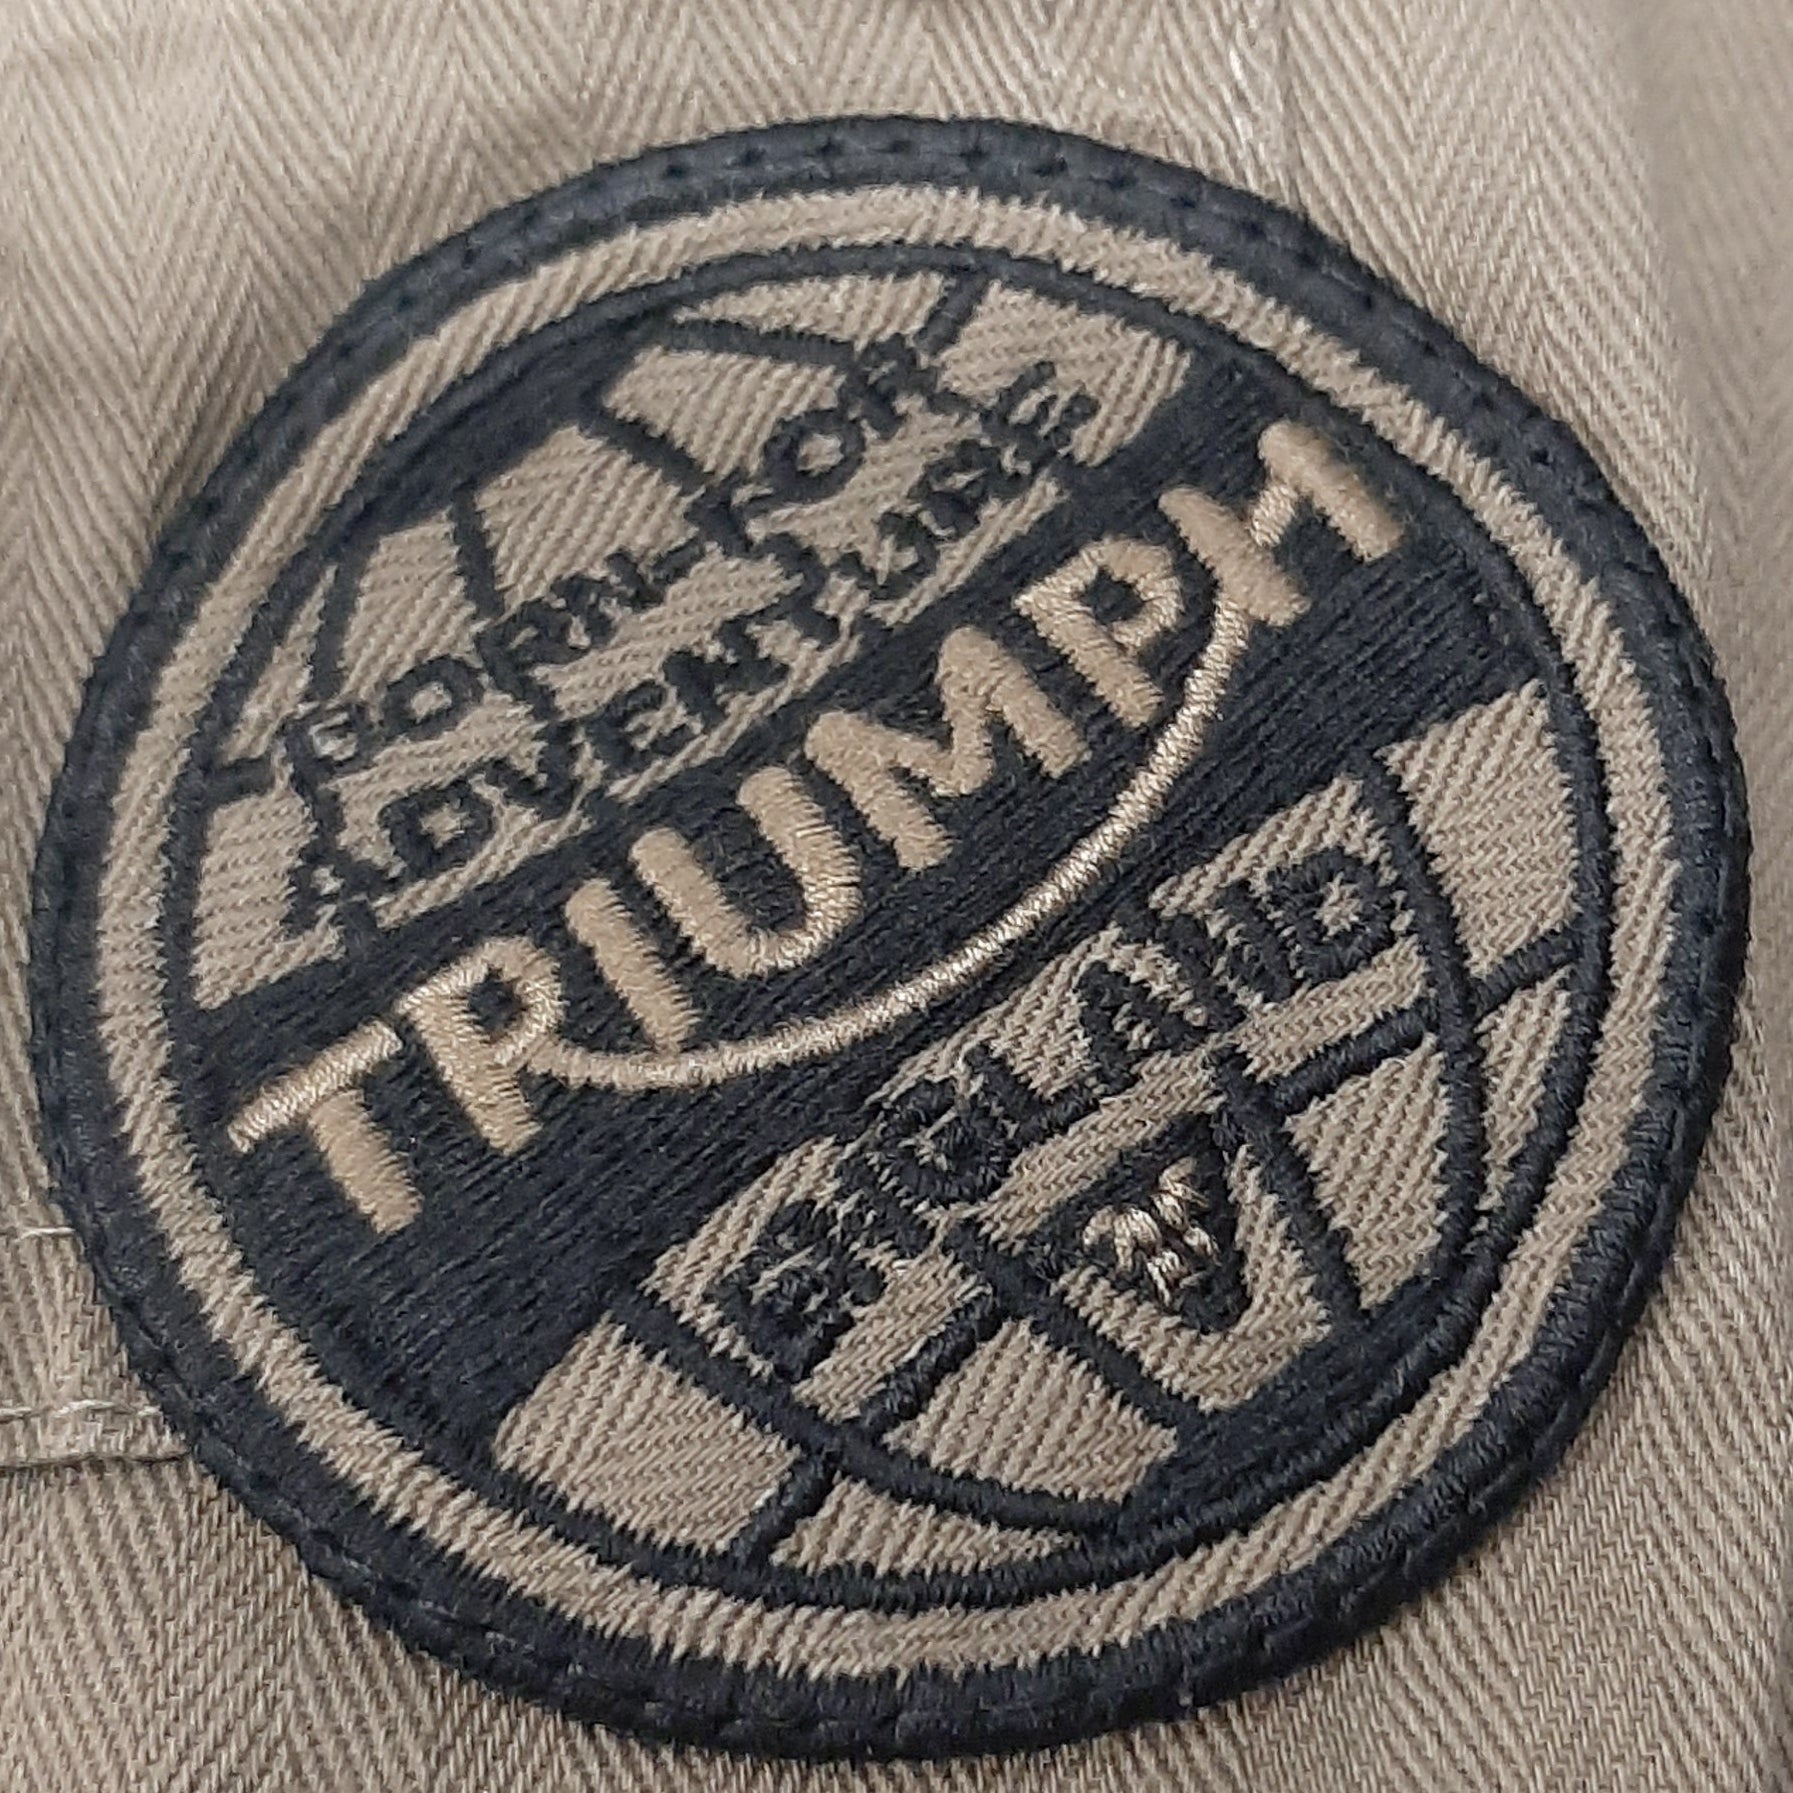 BORN FOR
ADVENTURE
TRIUMPH
ENGLAND